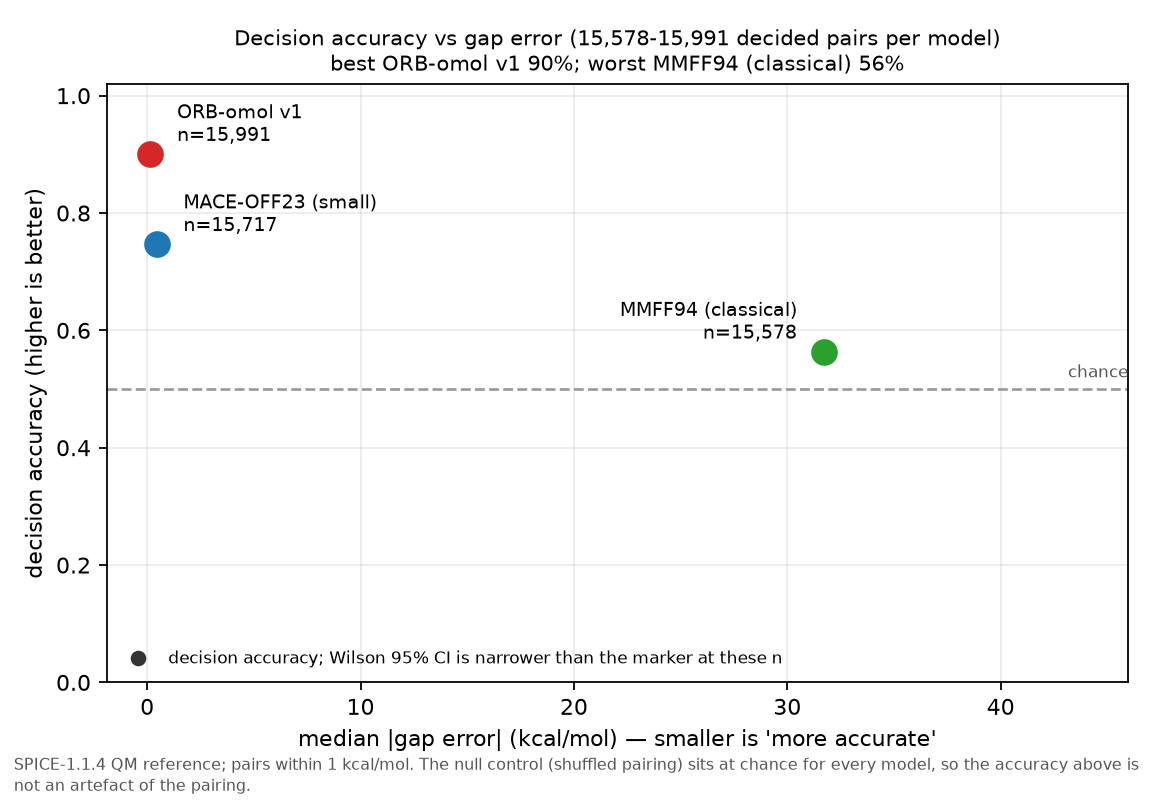 Decision accuracy vs gap error (15,578-15,991 decided pairs per model)
best ORB-omol v1 90%; worst MMFF94 (classical) 56%
decision accuracy (higher is better)
1.0
0.8
0.6
0.4
0.2
0.0
ORB-omol v1
n=15,991
MACE-OFF23 (small)
n=15,717
MMFF94 (classical)
n=15,578
chance
decision accuracy; Wilson 95% CI is narrower than the marker at these n
0
10
20
30
40
median |gap error| (kcal/mol) — smaller is 'more accurate'
SPICE-1.1.4 QM reference; pairs within 1 kcal/mol. The null control (shuffled pairing) sits at chance for every model, so the accuracy above is
not an artefact of the pairing.